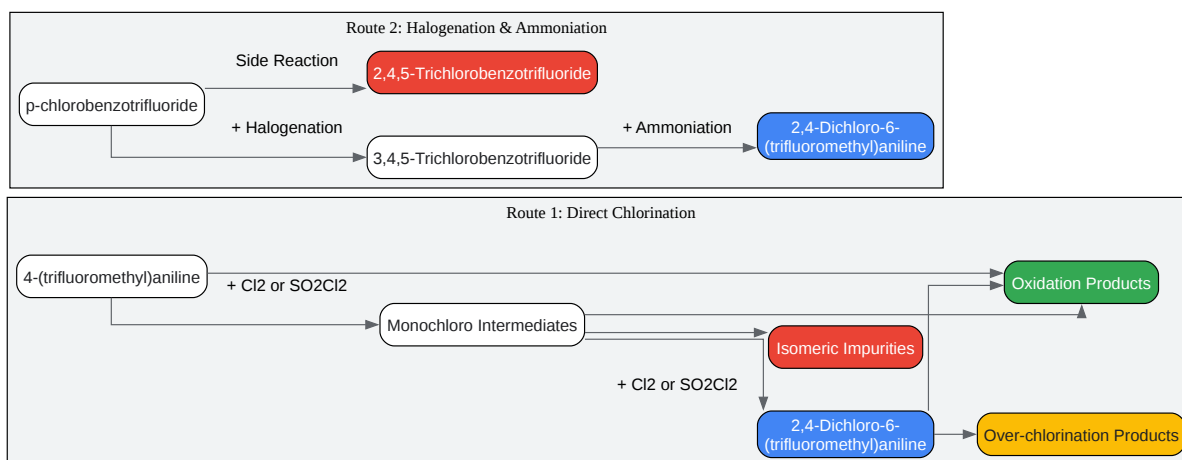 Route 2: Halogenation & Ammoniation
Side Reaction
2,4,5-Trichlorobenzotrifluoride
p-chlorobenzotrifluoride
+ Halogenation
3,4,5-Trichlorobenzotrifluoride
+ Ammoniation
2,4-Dichloro-6-
(trifluoromethyl)aniline
Route 1: Direct Chlorination
4-(trifluoromethyl)aniline
+ Cl2 or SO2Cl2
Oxidation Products
Monochloro Intermediates
Isomeric Impurities
+ Cl2 or SO2Cl2
2,4-Dichloro-6-
(trifluoromethyl)aniline
Over-chlorination Products